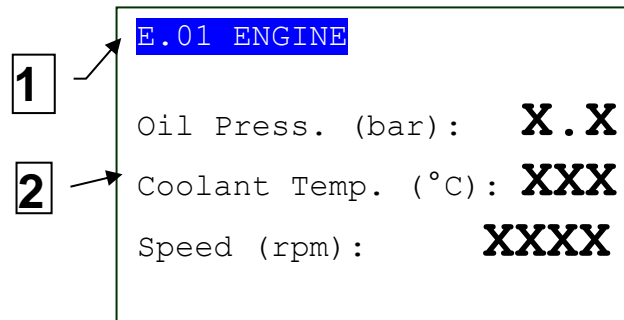 E.01 ENGINE
1
Oil Press. (bar): X.X
2
Coolant Temp. (°C): XXX
Speed (rpm): XXXX